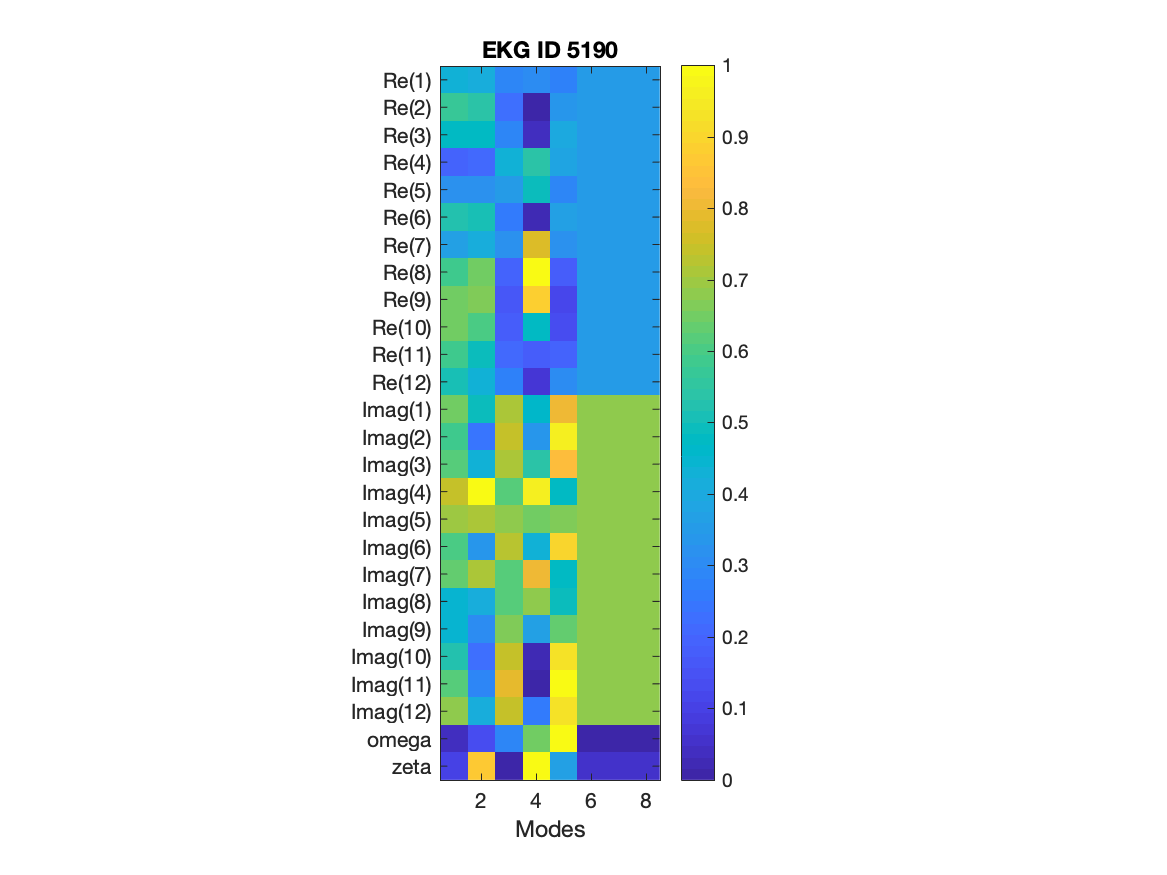 EKG ID 5190
Re(1)
Re(2)
Re(3)
Re(4)
Re(5)
Re(6)
Re(7)
Re(8)
Re(9)
Re(10)
Re(11)
Re(12)
Imag(1)
Imag(2)
Imag(3)
Imag(4)
Imag(5)
Imag(6)
Imag(7)
Imag(8)
Imag(9)
Imag(10)
Imag(11)
Imag(12)
omega
zeta
2 4 6 8
Modes
1
0.9
0.8
0.7
0.6
0.5
0.4
0.3
0.2
0.1
0